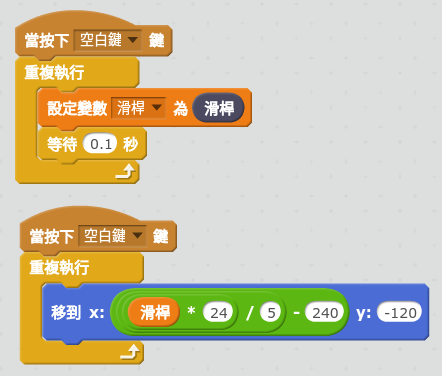 當按下 空白鍵 鍵
重複執行
設定變數 滑桿 為 滑桿
等待 0.1 秒
當按下 空白鍵 鍵
重複執行
移到 x: 滑桿 * 24 / 5 - 240 y: -120